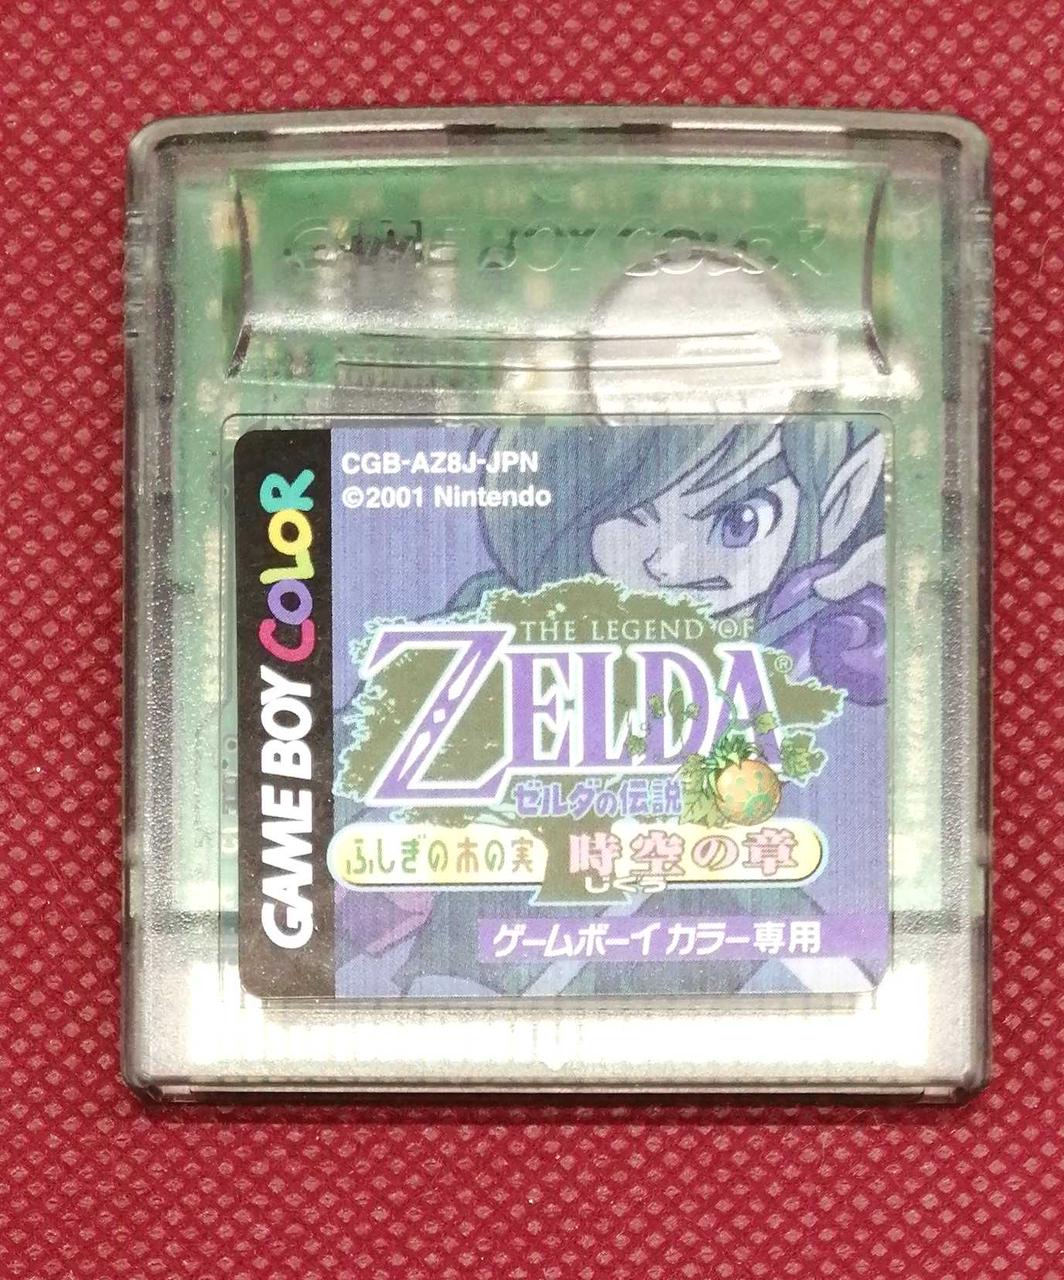 GAME BOY COLOR
GAME BOY COLOR
CGB-AZ8J-JPN
©2001 Nintendo
THE LEGEND OF
ZELDA®
ゼルダの伝説
ふしぎの木の実 時空の章
じくう
ゲームボーイカラー専用